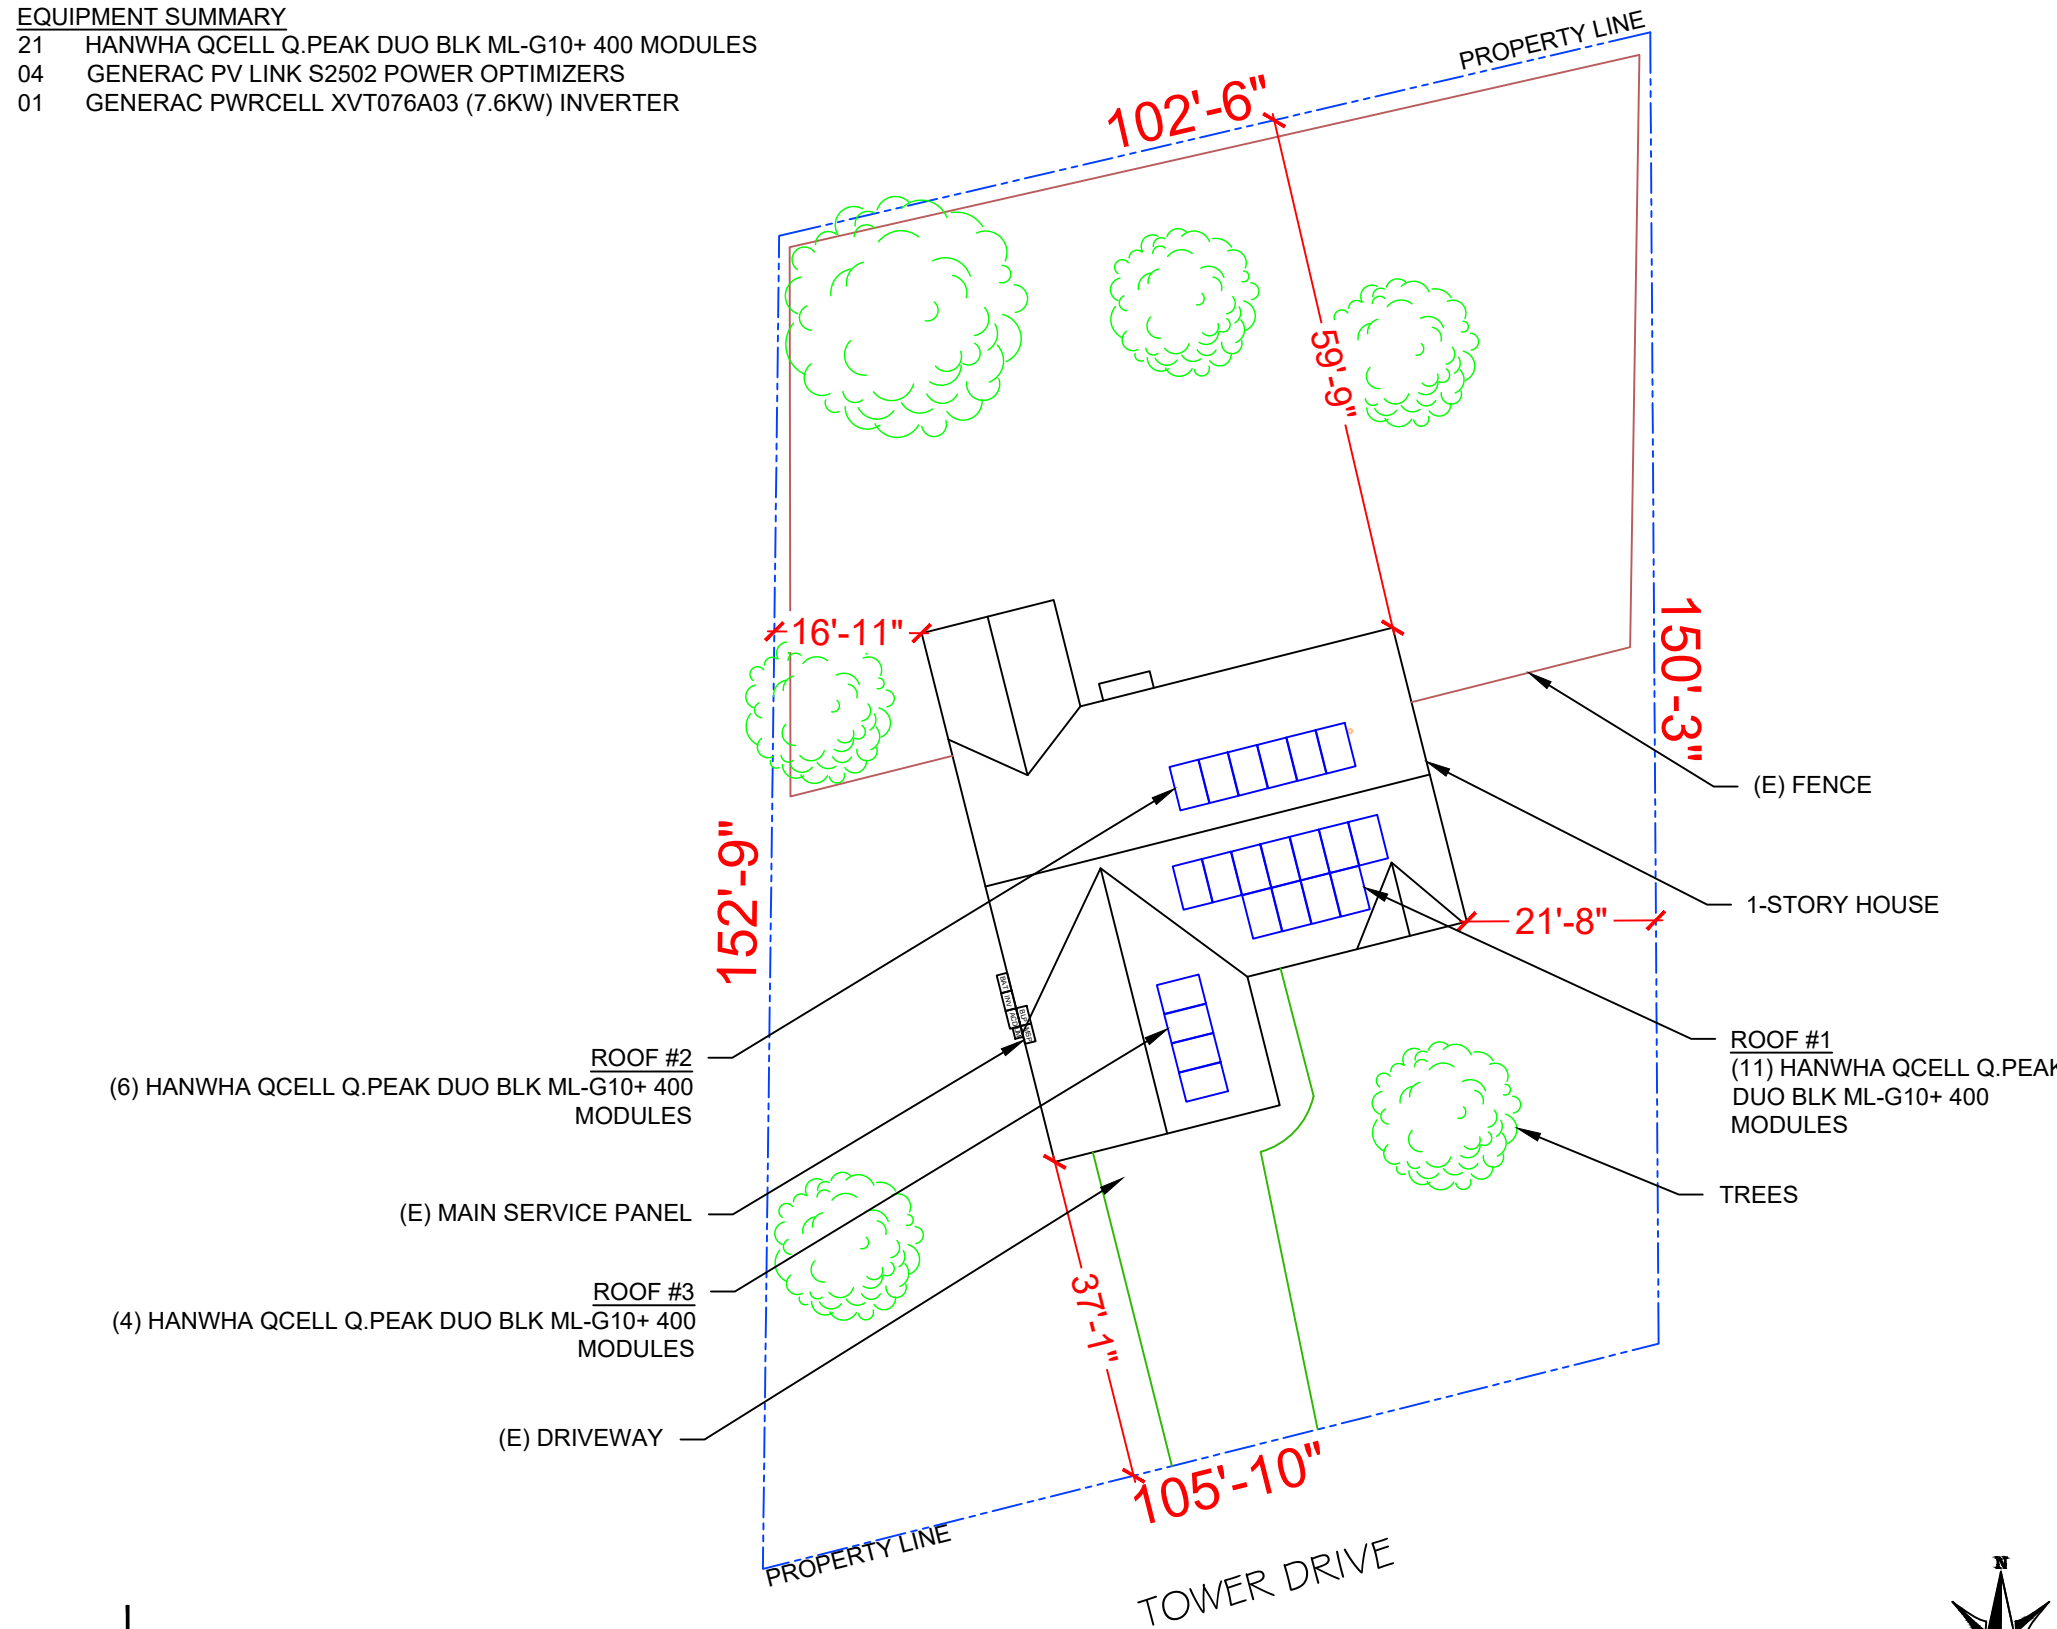 EQUIPMENT SUMMARY
21 HANWHA QCELL Q.PEAK DUO BLK ML-G10+ 400 MODULES
04 GENERAC PV LINK S2502 POWER OPTIMIZERS
01 GENERAC PWRCELL XVT076A03 (7.6KW) INVERTER
PROPERTY LINE
102'-6"
59'-9"
16'-11"
150'-3"
(E) FENCE
152'-9"
1-STORY HOUSE
21'-8"
BAT
INV
ROOF #2
(6) HANWHA QCELL Q.PEAK DUO BLK ML-G10+ 400
MODULES
ROOF #1
(11) HANWHA QCELL Q.PEAK
DUO BLK ML-G10+ 400
MODULES
(E) MAIN SERVICE PANEL
TREES
ROOF #3
(4) HANWHA QCELL Q.PEAK DUO BLK ML-G10+ 400
MODULES
37'-1"
(E) DRIVEWAY
105'-10"
PROPERTY LINE
TOWER DRIVE
N